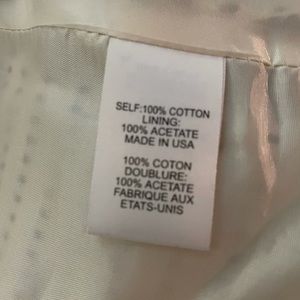 SELF:100% COTTON
LINING:
100% ACETATE
MADE IN USA
100% COTON
DOUBLURE:
100% ACETATE
FABRIQUE AUX
ETATS-UNIS